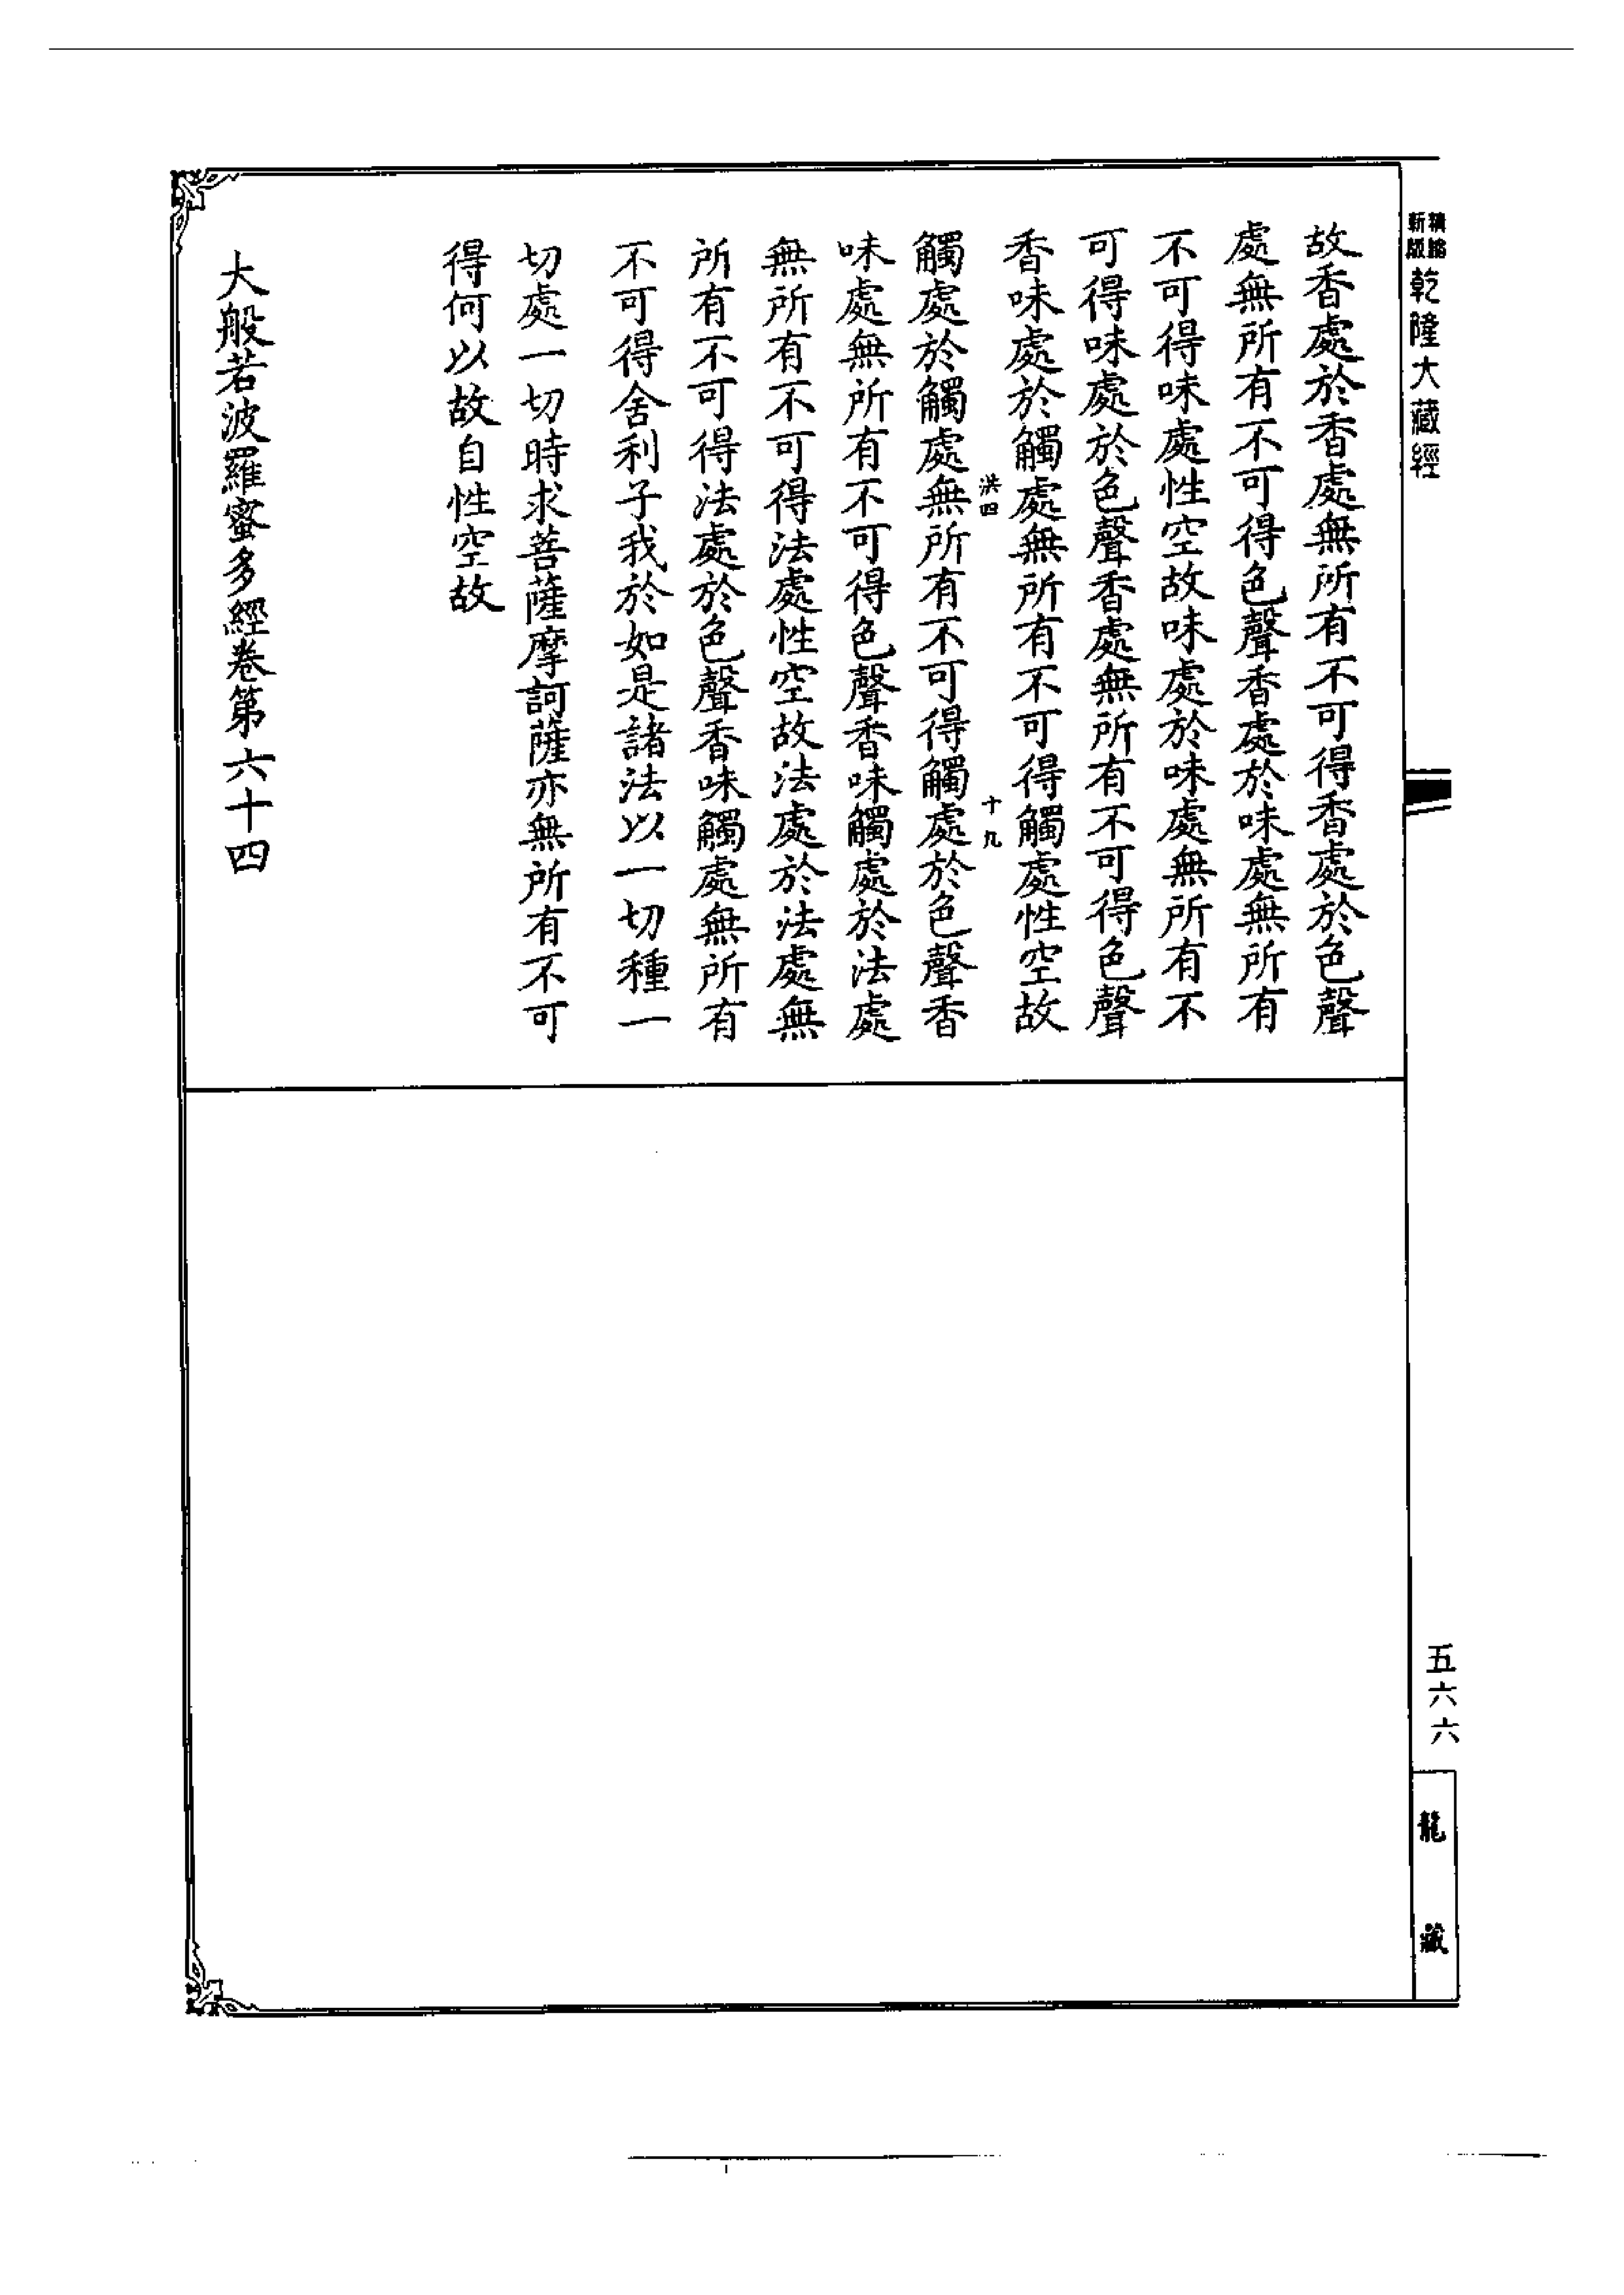 精縮
新版
乾隆大藏經
故香處於香處無所有不可得香處於色聲
處無所有不可得色聲香處於味處無所有
不可得味處性空故味處於味處無所有不
可得味處於色聲香處無所有不可得色聲
香味處於觸處無所有不可得觸處性空故
洪四
十九
觸處於觸處無所有不可得觸處於色聲香
味處無所有不可得色聲香味觸處於法處
無所有不可得法處性空故法處於法處無
所有不可得法處於色聲香味觸處無所有
不可得舍利子我於如是諸法以一切種一
切處一切時求菩薩摩訶薩亦無所有不可
得何以故自性空故
大般若波羅蜜多經卷第六十四
五六六
龍藏